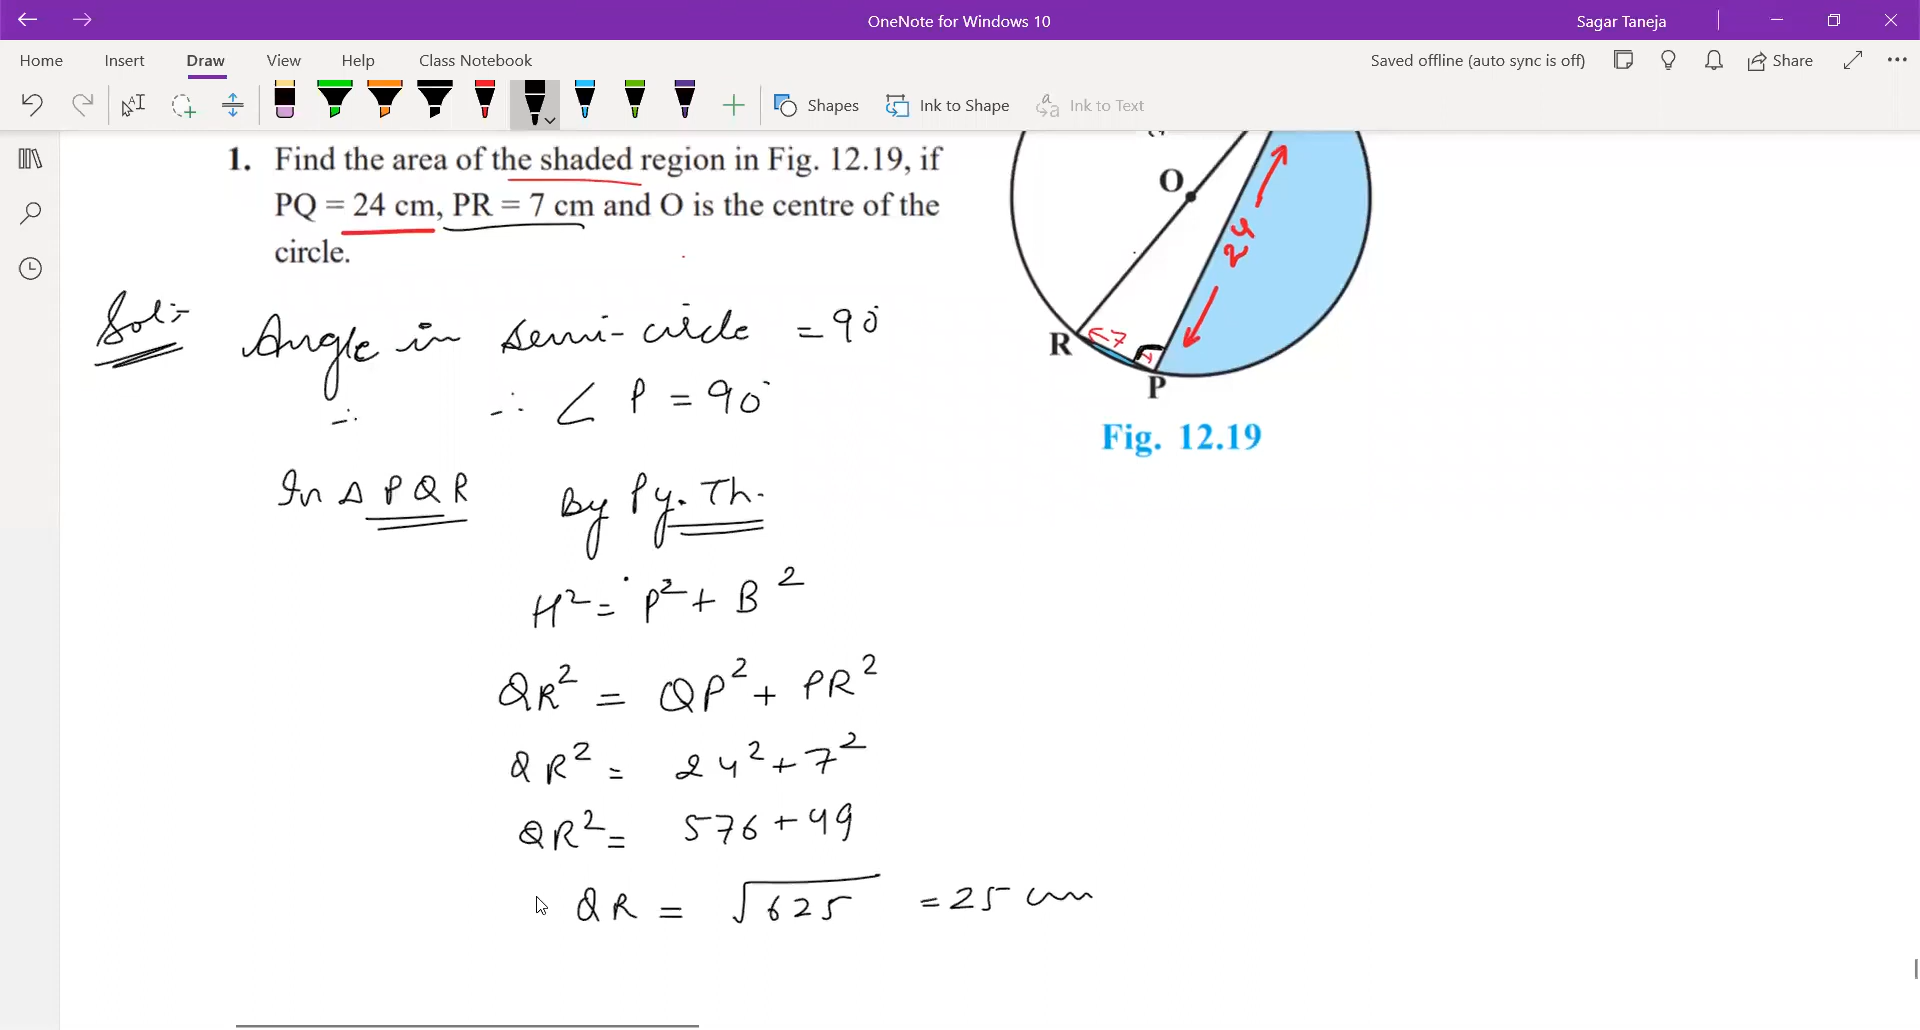 OneNote for Windows 10
Sagar Taneja
Home Insert Draw View Help Class Notebook
Saved offline (auto sync is off) Share
Shapes Ink to Shape Ink to Text
1. Find the area of the shaded region in Fig. 12.19, if
PQ = 24 cm, PR = 7 cm and O is the centre of the
circle.
O
24
R
7
P
Fig. 12.19
Sol:-
Angle in semi-circle = 90°
∴ ∴ ∠ P = 90°
In Δ PQR By Py. Th.
H² = P² + B²
QR² = QP² + PR²
QR² = 24² + 7²
QR² = 576 + 49
QR = √625 = 25 cm